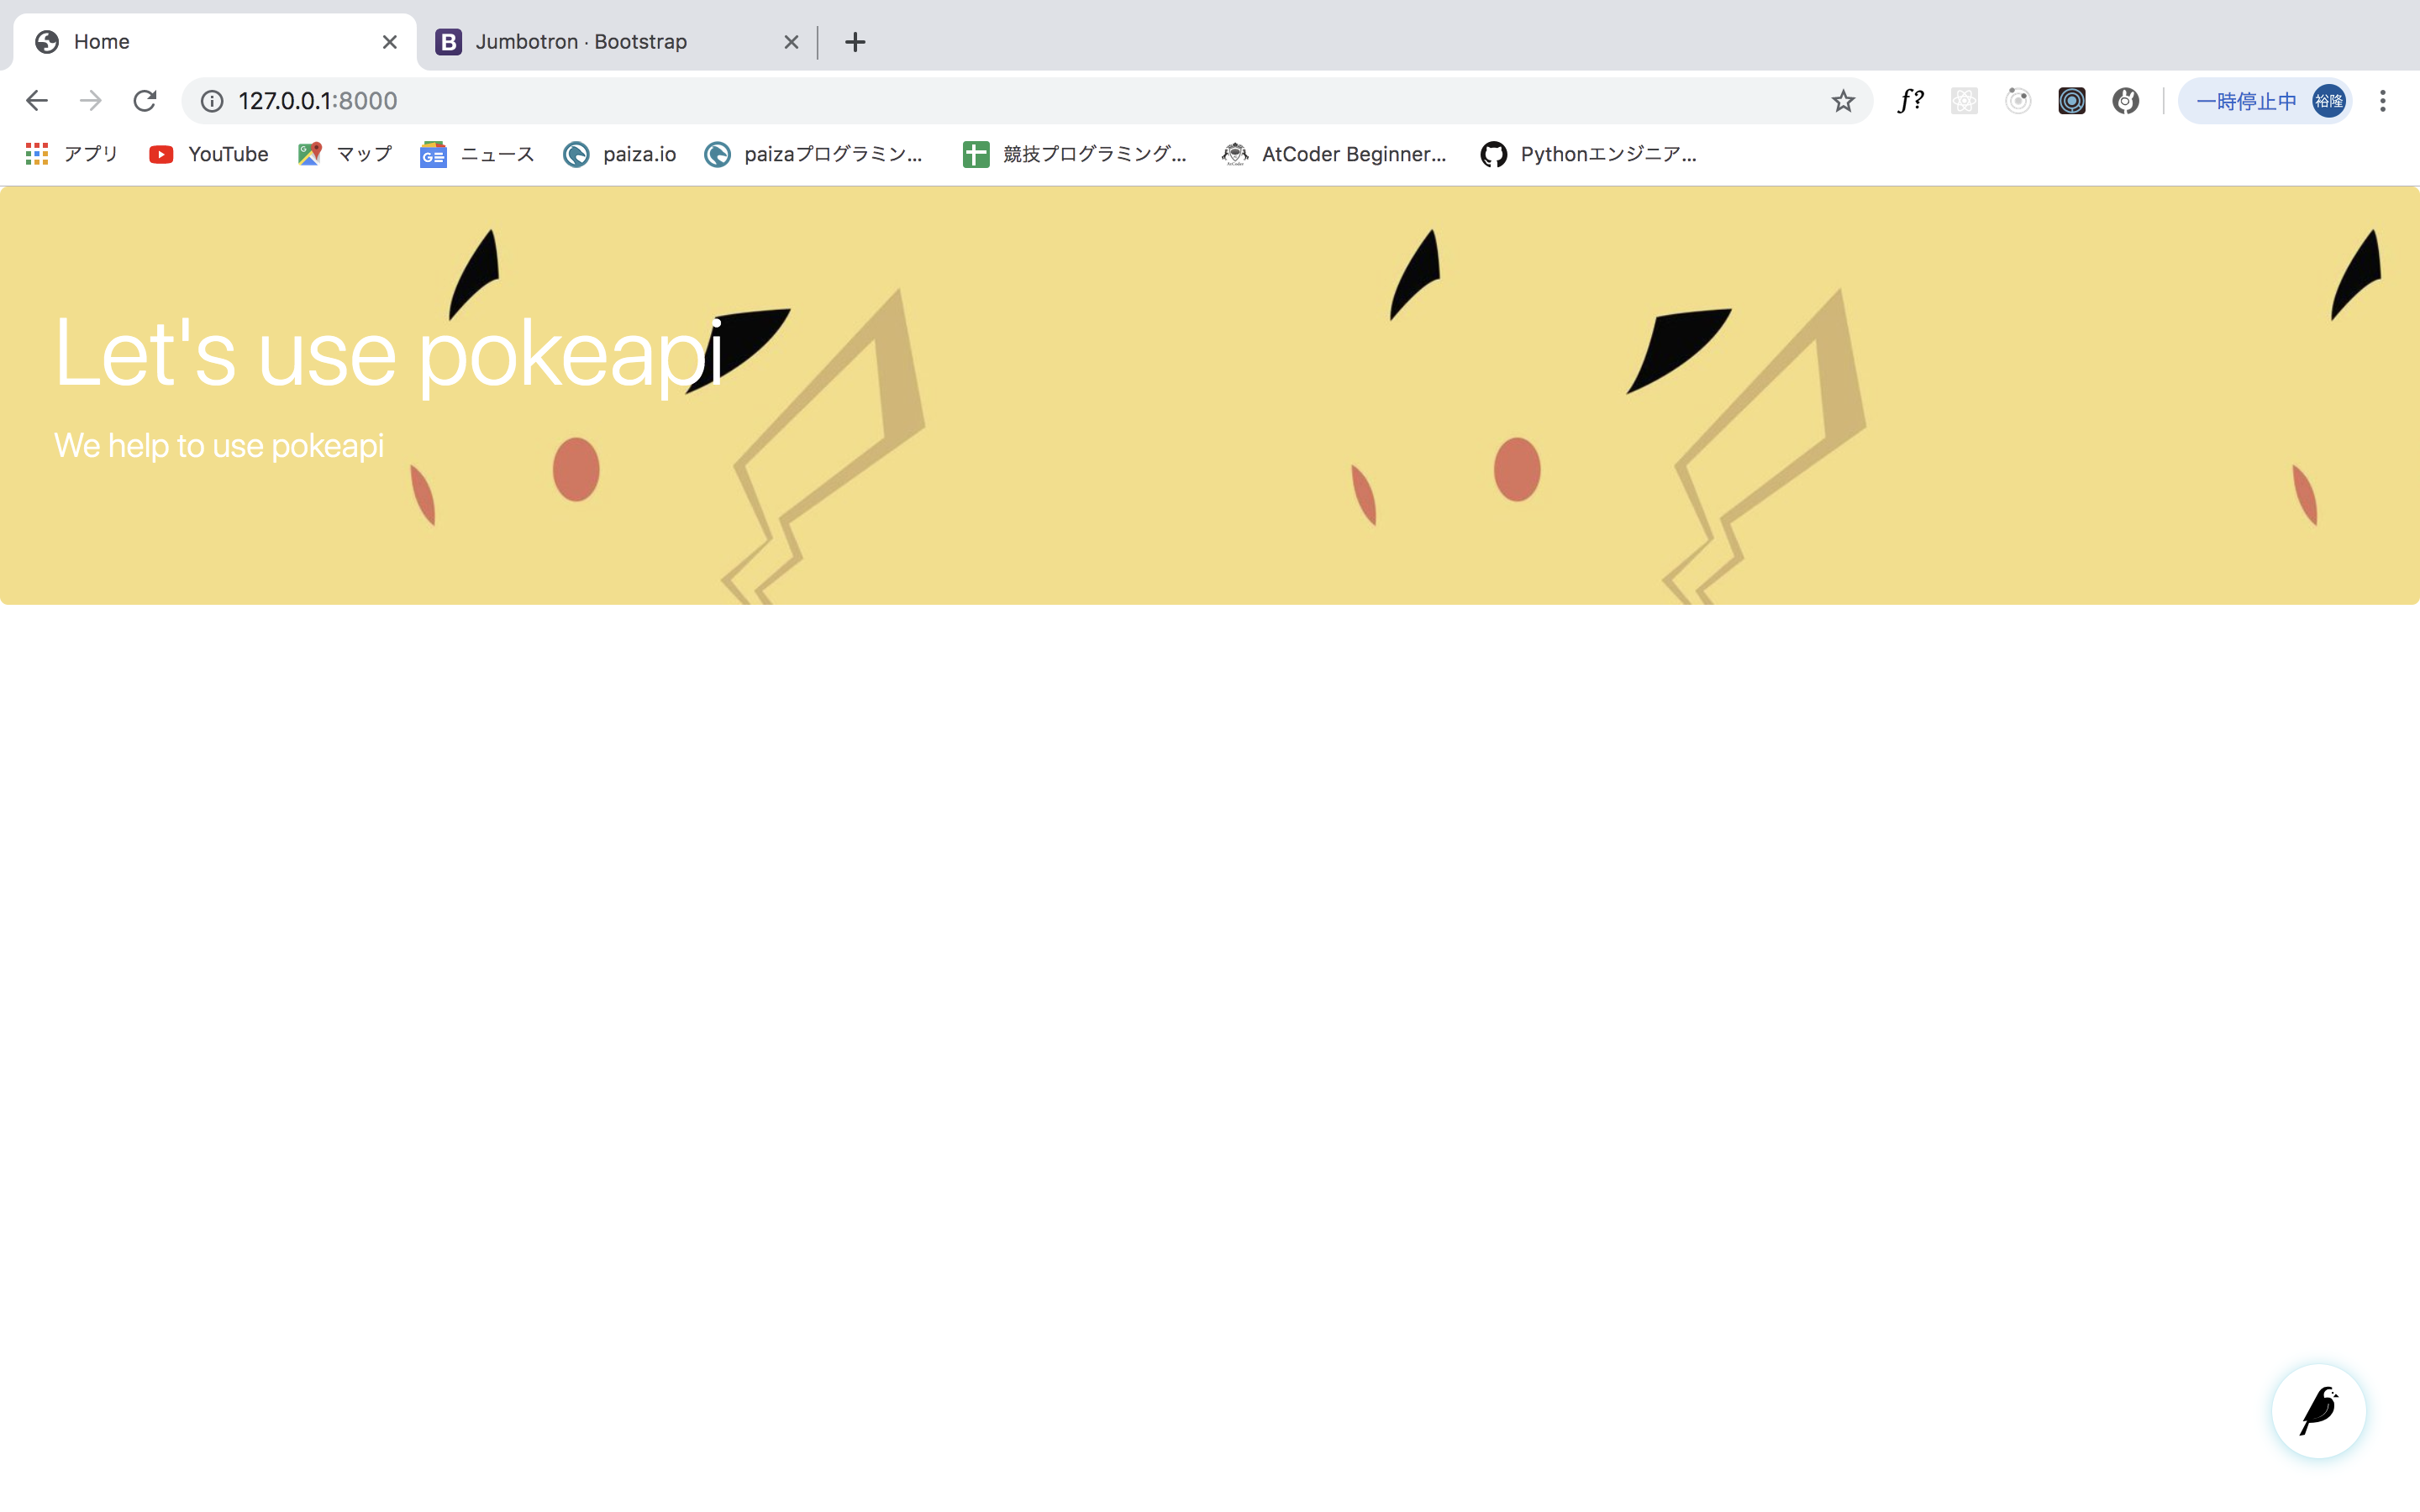 Home
Jumbotron · Bootstrap
127.0.0.1:8000
f?
一時停止中
裕隆
アプリ
YouTube
マップ
ニュース
paiza.io
paizaプログラミン...
競技プログラミング...
AtCoder Beginner...
Pythonエンジニア...
Let's use pokeapi
We help to use pokeapi